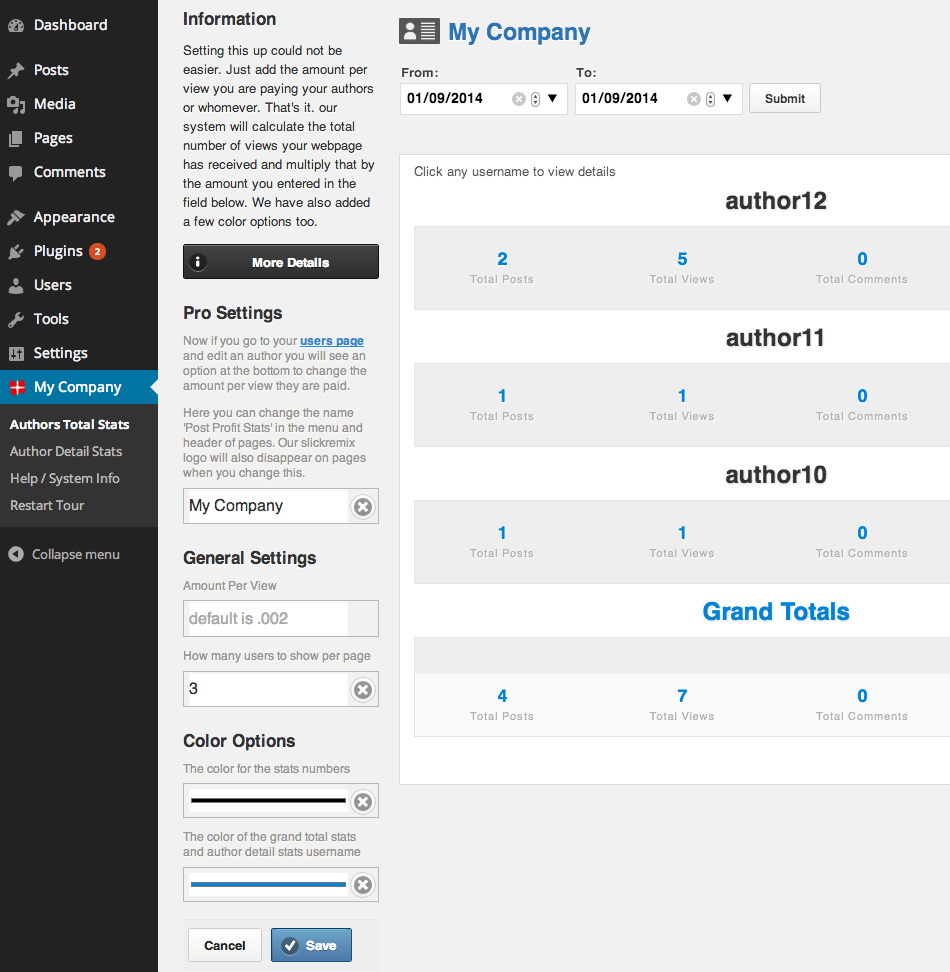 Dashboard
Posts
Media
Pages
Comments
Appearance
Plugins 2
Users
Tools
Settings
My Company
Authors Total Stats
Author Detail Stats
Help / System Info
Restart Tour
Collapse menu
Information
Setting this up could not be
easier. Just add the amount per
view you are paying your authors
or whomever. That's it. our
system will calculate the total
number of views your webpage
has received and multiply that by
the amount you entered in the
field below. We have also added
a few color options too.
More Details
Pro Settings
Now if you go to your users page
and edit an author you will see an
option at the bottom to change the
amount per view they are paid.
Here you can change the name
'Post Profit Stats' in the menu and
header of pages. Our slickremix
logo will also disappear on pages
when you change this.
My Company
General Settings
Amount Per View
default is .002
How many users to show per page
3
Color Options
The color for the stats numbers
The color of the grand total stats
and author detail stats username
Cancel
Save
My Company
From: To:
01/09/2014 01/09/2014 Submit
Click any username to view details
author12
2 5 0
Total Posts Total Views Total Comments
author11
1 1 0
Total Posts Total Views Total Comments
author10
1 1 0
Total Posts Total Views Total Comments
Grand Totals
4 7 0
Total Posts Total Views Total Comments